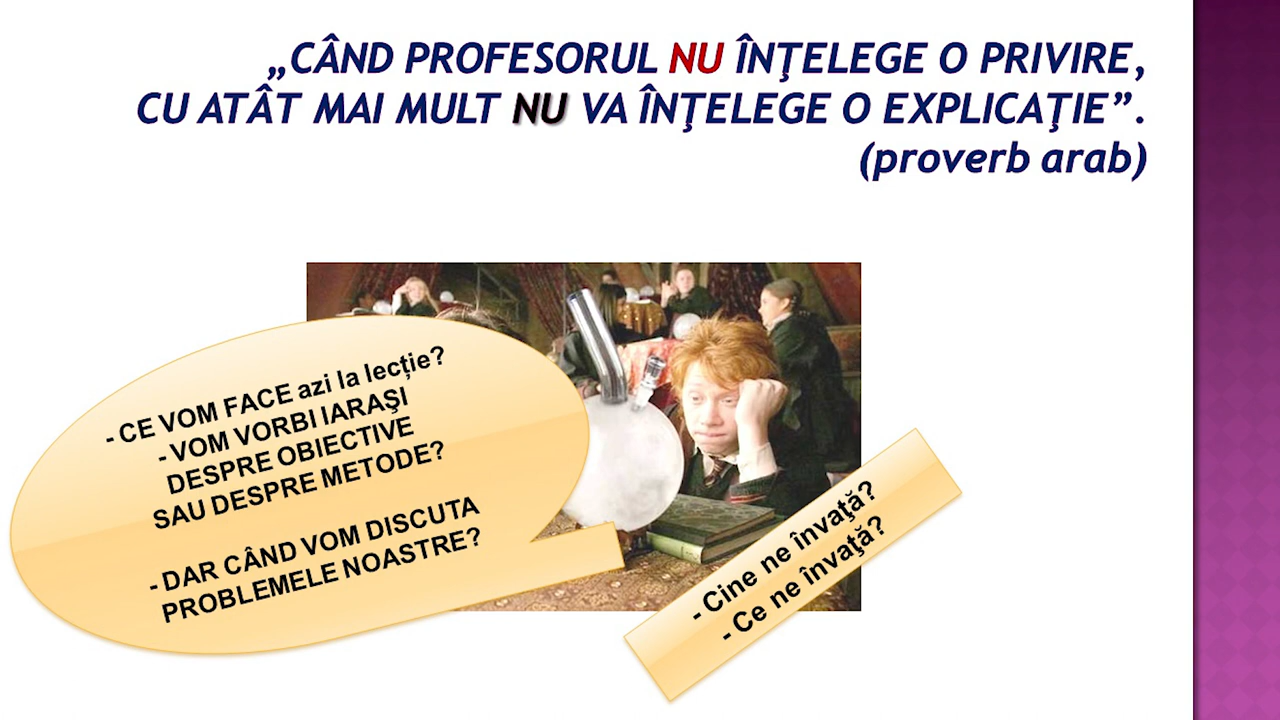 „CÂND PROFESORUL NU ÎNŢELEGE O PRIVIRE,
CU ATÂT MAI MULT NU VA ÎNŢELEGE O EXPLICAŢIE”.
(proverb arab)
- CE VOM FACE azi la lecție?
- VOM VORBI IARAŞI
DESPRE OBIECTIVE
SAU DESPRE METODE?
- DAR CÂND VOM DISCUTA
PROBLEMELE NOASTRE?
- Cine ne învaţă?
- Ce ne învaţă?